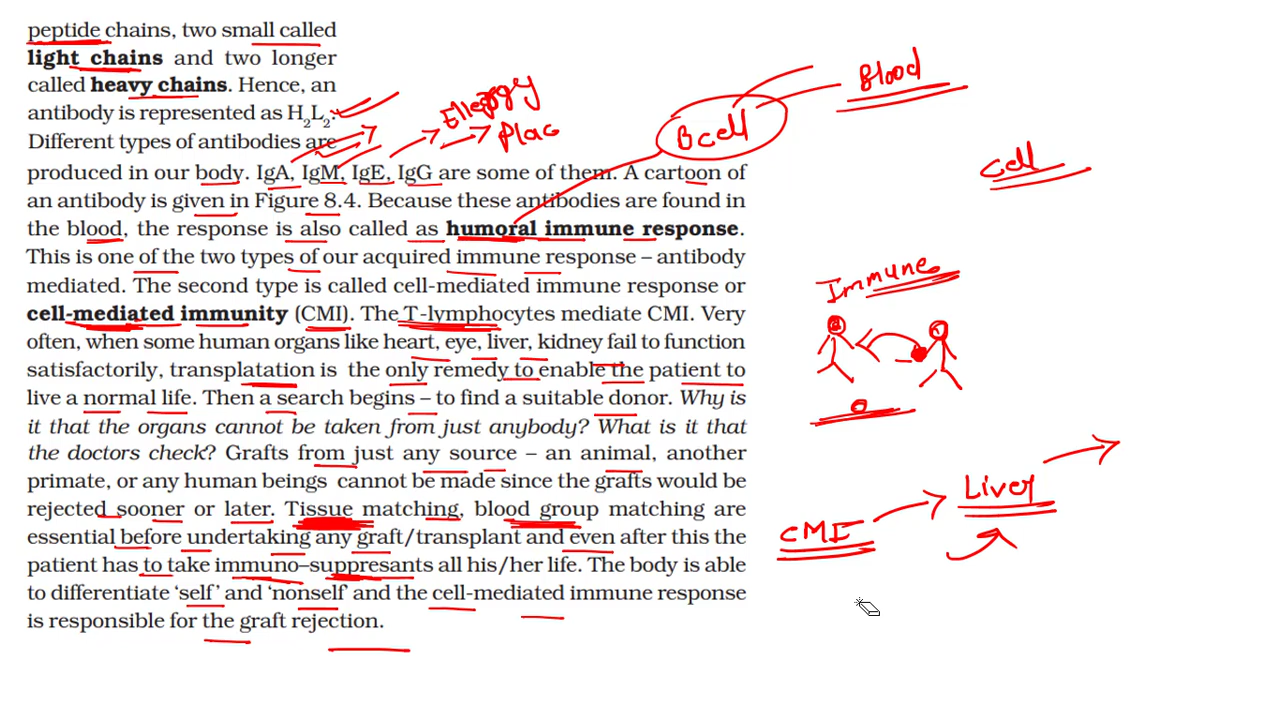 peptide chains, two small called
light chains and two longer
called heavy chains. Hence, an
antibody is represented as H2L2.
Different types of antibodies are
produced in our body. IgA, IgM, IgE, IgG are some of them. A cartoon of
an antibody is given in Figure 8.4. Because these antibodies are found in
the blood, the response is also called as humoral immune response.
This is one of the two types of our acquired immune response – antibody
mediated. The second type is called cell-mediated immune response or
cell-mediated immunity (CMI). The T-lymphocytes mediate CMI. Very
often, when some human organs like heart, eye, liver, kidney fail to function
satisfactorily, transplatation is the only remedy to enable the patient to
live a normal life. Then a search begins – to find a suitable donor. Why is
it that the organs cannot be taken from just anybody? What is it that
the doctors check? Grafts from just any source – an animal, another
primate, or any human beings cannot be made since the grafts would be
rejected sooner or later. Tissue matching, blood group matching are
essential before undertaking any graft/transplant and even after this the
patient has to take immuno–suppresants all his/her life. The body is able
to differentiate 'self' and 'nonself' and the cell-mediated immune response
is responsible for the graft rejection.
Plac
B cell
Blood
Cell
Immune
CMI
Liver